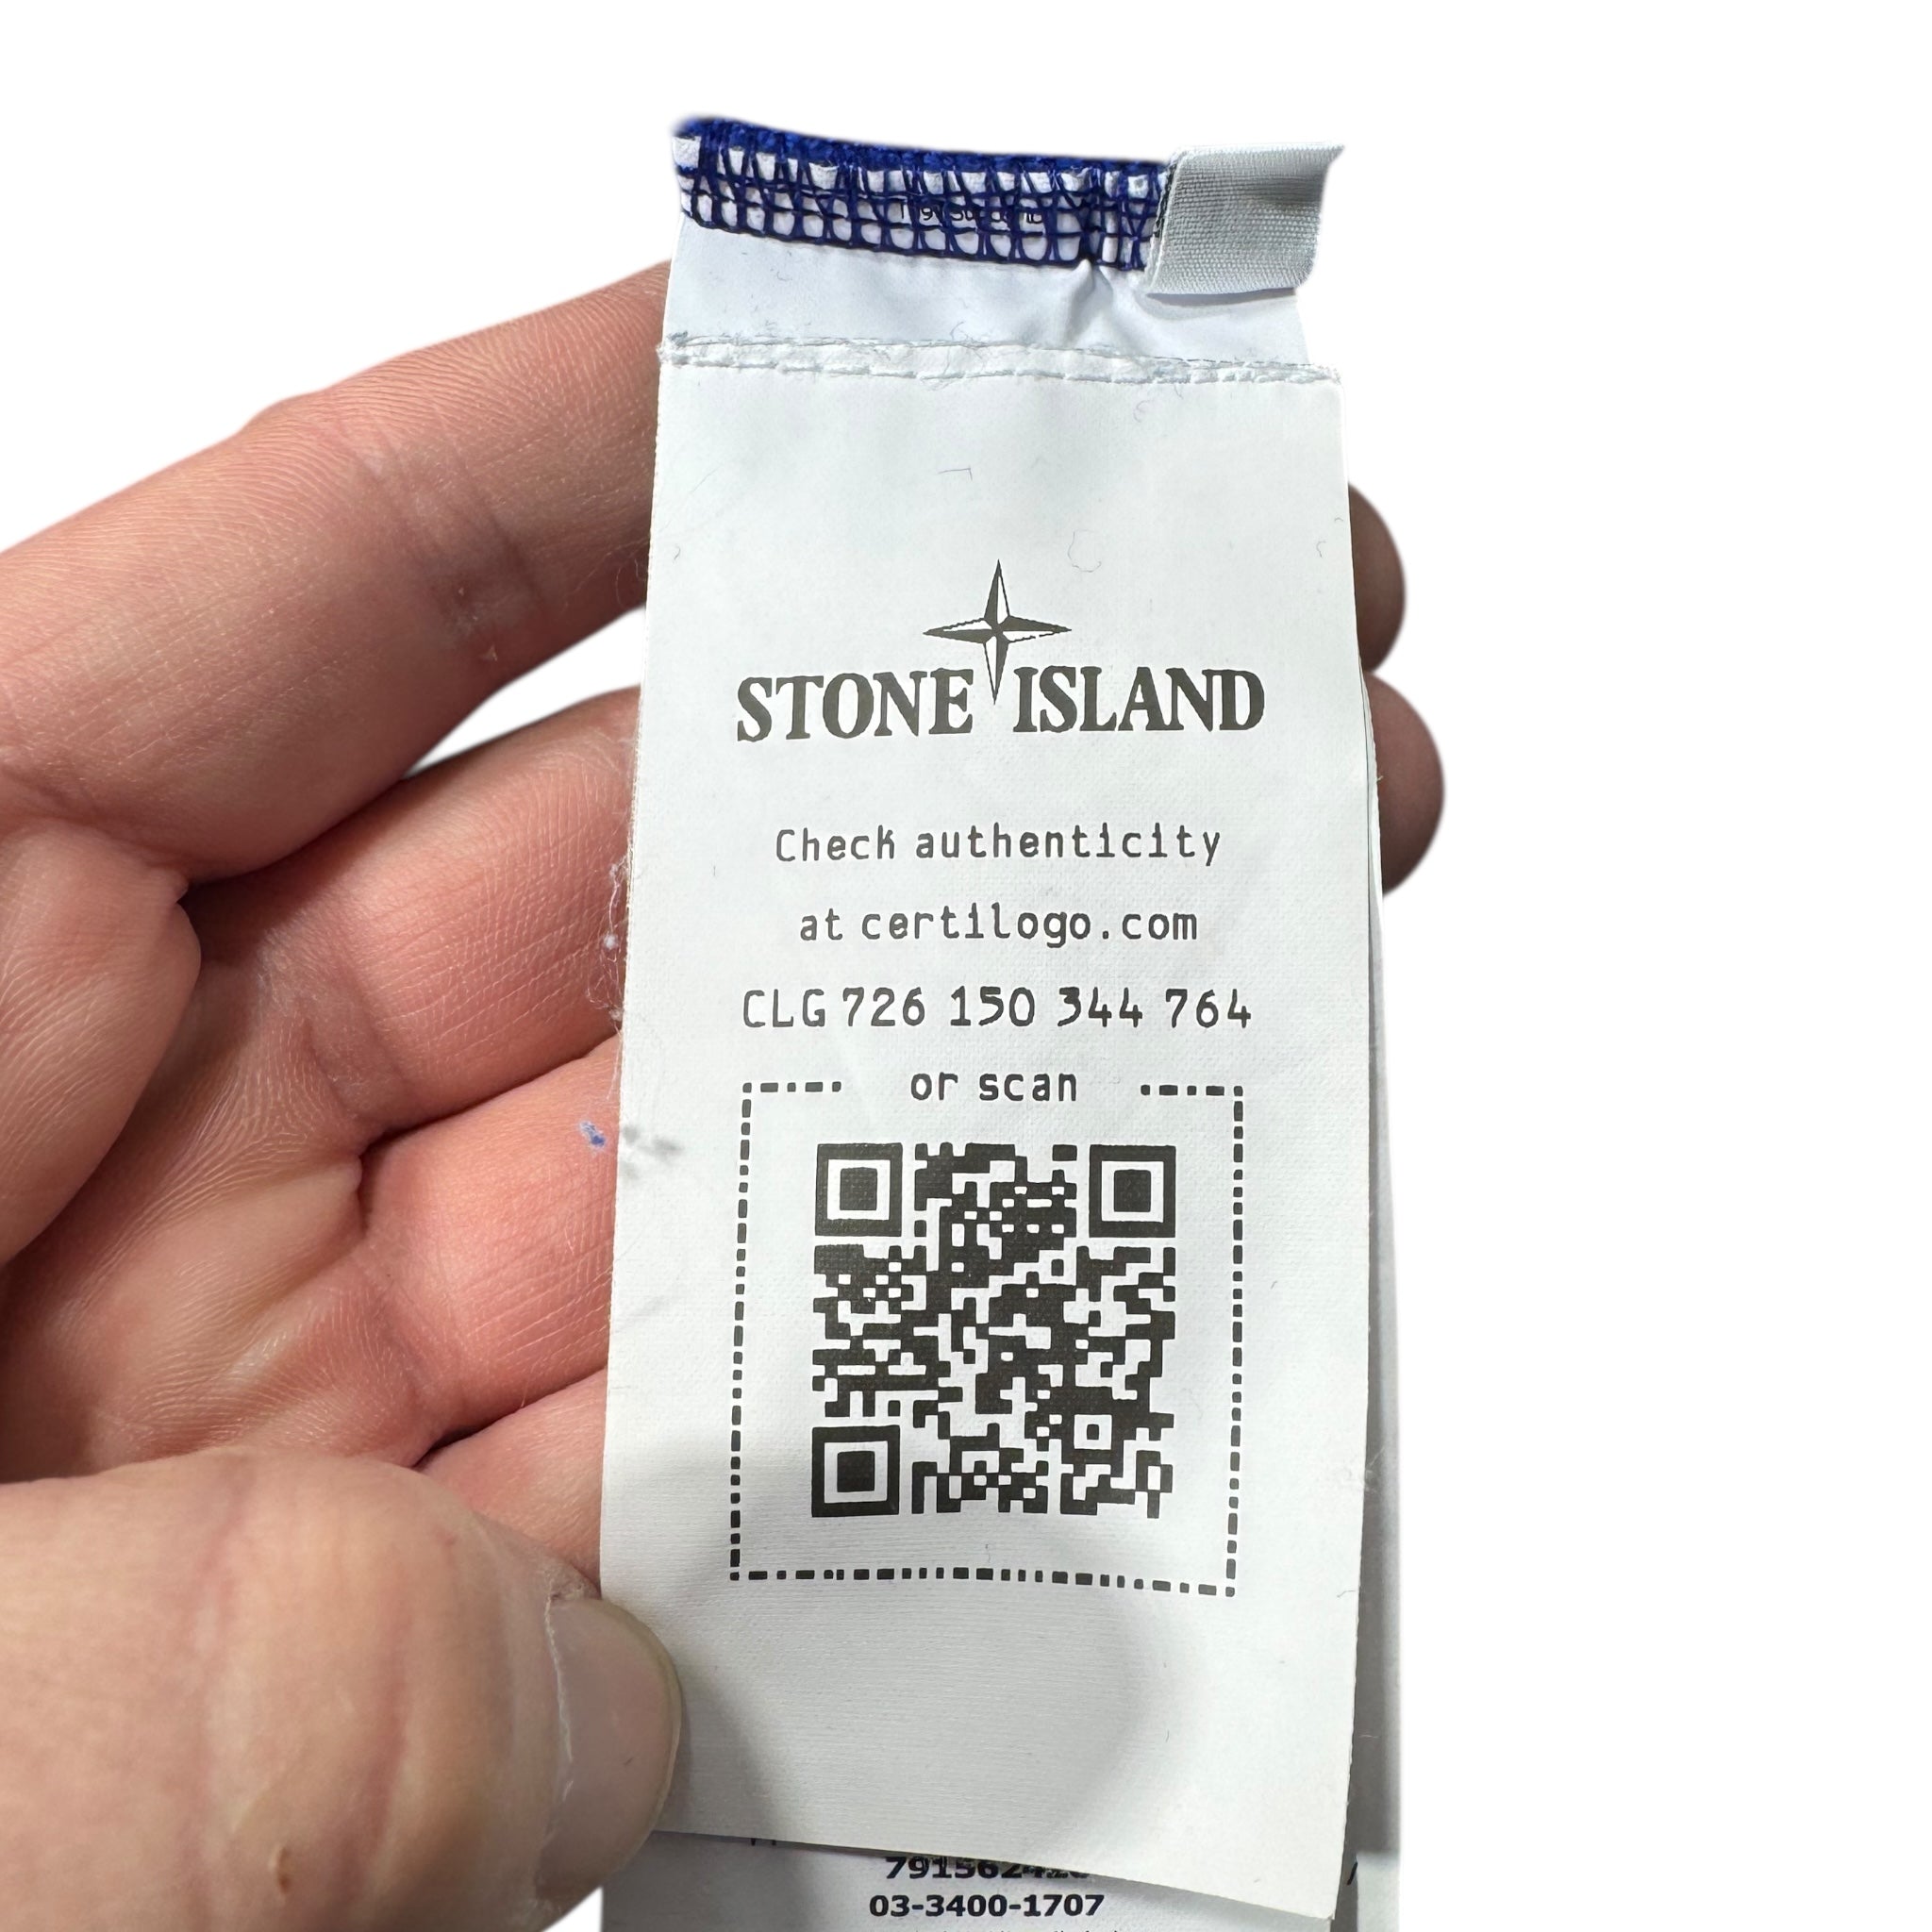 STONE ISLAND
Check authenticity
at certilogo.com
CLG 726 150 344 764
or scan
03-3400-1707